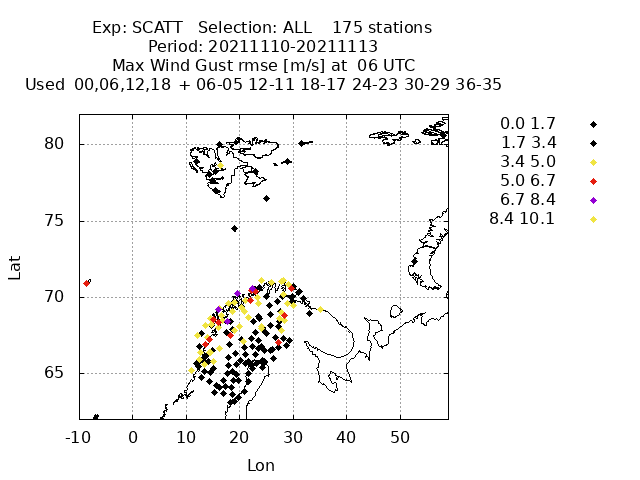 Exp: SCATT Selection: ALL 175 stations
Period: 20211110-20211113
Max Wind Gust rmse [m/s] at 06 UTC
Used 00,06,12,18 + 06-05 12-11 18-17 24-23 30-29 36-35
0.0 1.7
1.7 3.4
3.4 5.0
5.0 6.7
6.7 8.4
8.4 10.1
80
75
70
65
Lat
-10 0 10 20 30 40 50
Lon